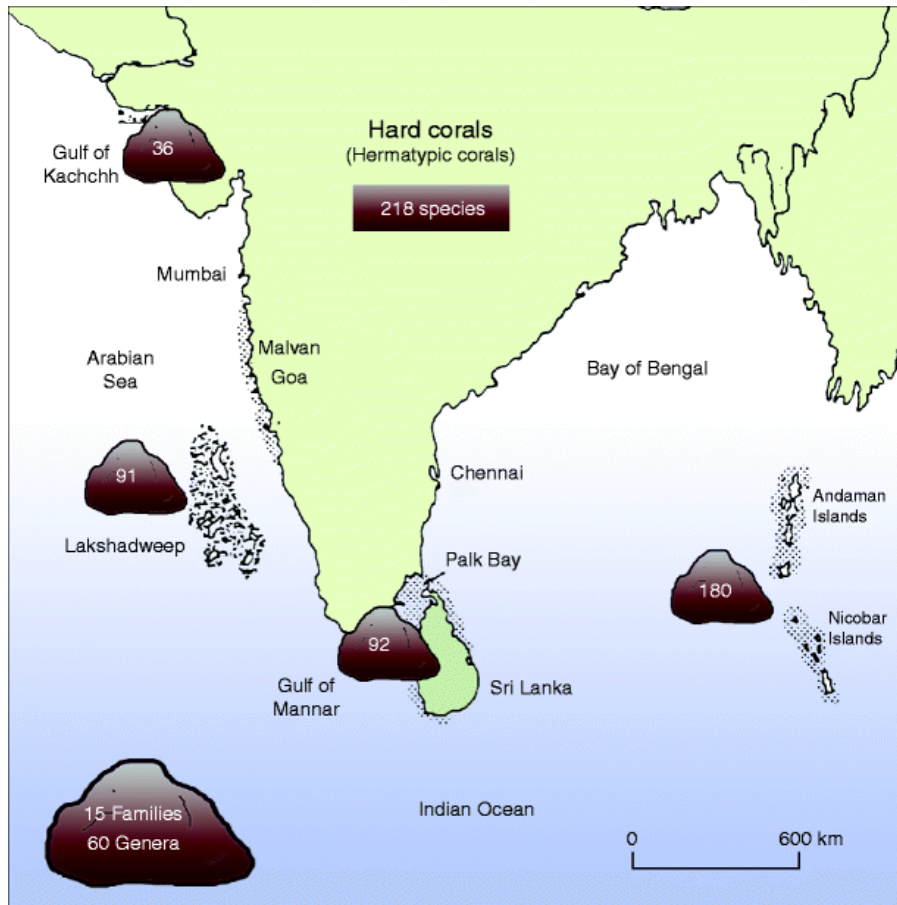 Hard corals
(Hermatypic corals)
218 species
36
Gulf of
Kachchh
Mumbai
Arabian
Sea
Malvan
Goa
Bay of Bengal
91
Lakshadweep
Chennai
Andaman
Islands
Palk Bay
180
Nicobar
Islands
92
Gulf of
Mannar
Sri Lanka
15 Families
60 Genera
Indian Ocean
0 600 km